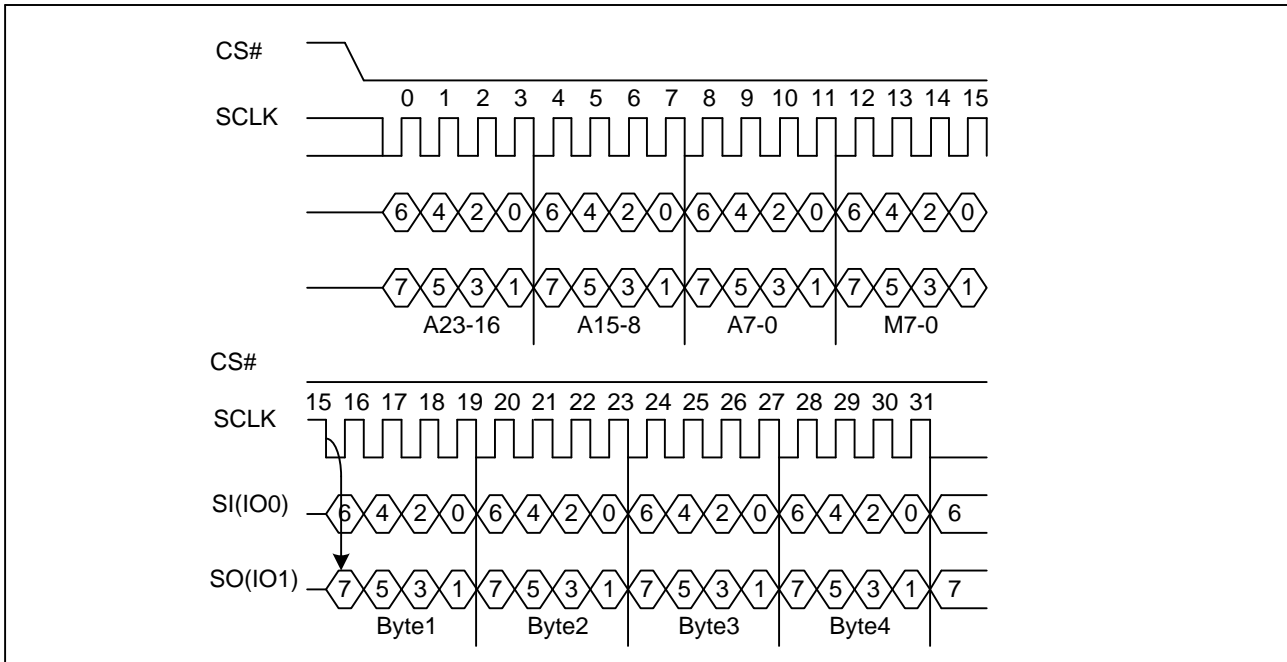 CS#
0 1 2 3 4 5 6 7 8 9 10 11 12 13 14 15
SCLK
6 4 2 0 6 4 2 0 6 4 2 0 6 4 2 0
7 5 3 1 7 5 3 1 7 5 3 1 7 5 3 1
A23-16 A15-8 A7-0 M7-0
CS#
15 16 17 18 19 20 21 22 23 24 25 26 27 28 29 30 31
SCLK
SI(IO0) 6 4 2 0 6 4 2 0 6 4 2 0 6 4 2 0 6
SO(IO1) 7 5 3 1 7 5 3 1 7 5 3 1 7 5 3 1 7
Byte1 Byte2 Byte3 Byte4